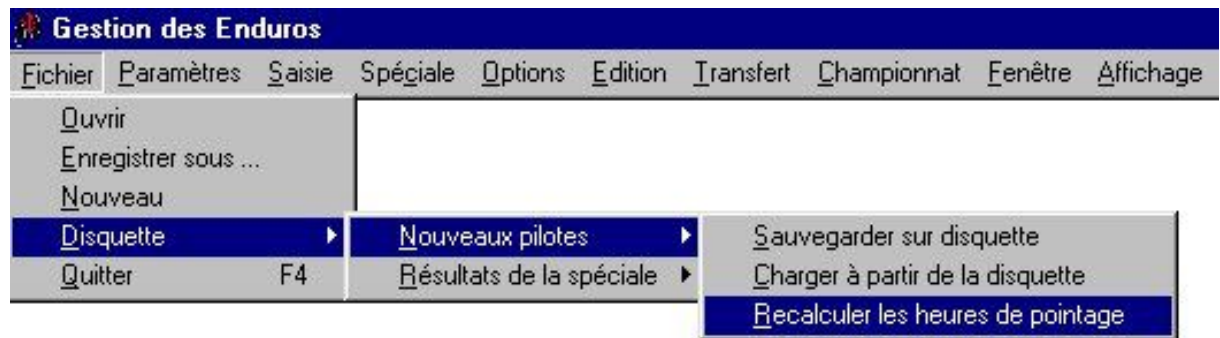 Gestion des Enduros
Fichier Paramètres Saisie Spéciale Options Edition Transfert Championnat Fenêtre Affichage
Ouvrir
Enregistrer sous ...
Nouveau
Disquette Nouveaux pilotes Sauvegarder sur disquette
Quitter F4 Résultats de la spéciale Charger à partir de la disquette
Recalculer les heures de pointage